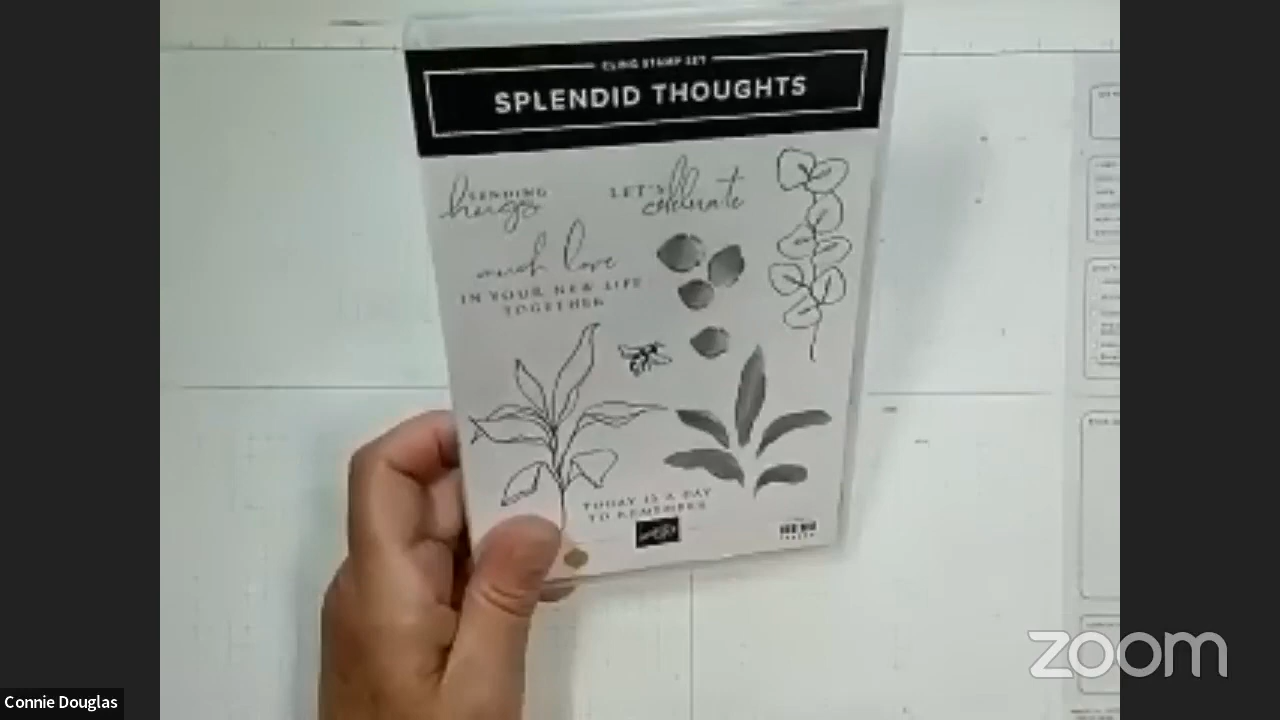 CLING STAMP SET
SPLENDID THOUGHTS
SENDING
hugs
LET'S
celebrate
much love
IN YOUR NEW LIFE
TOGETHER
TODAY IS A DAY
TO REMEMBER
Connie Douglas
zoom